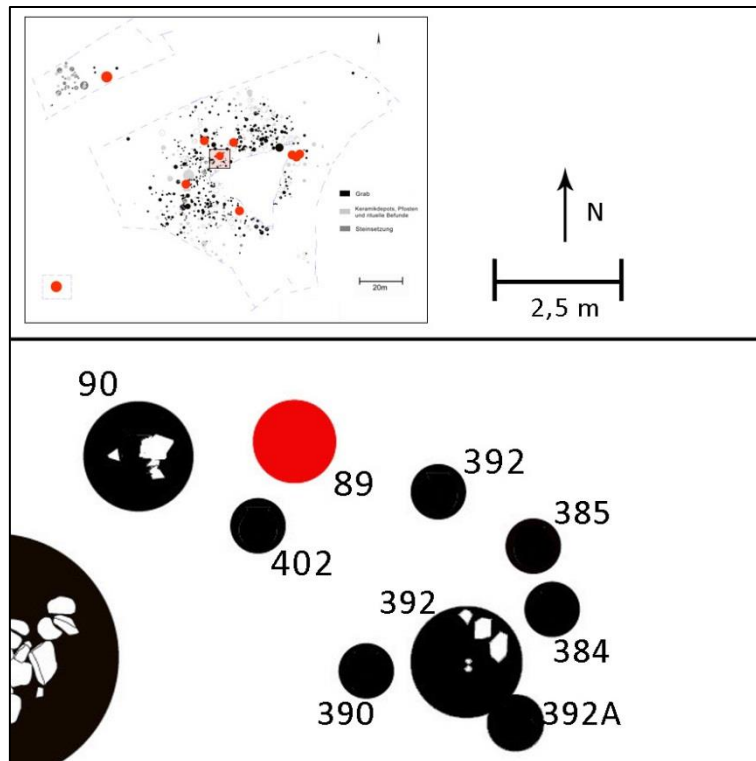 Grab
Keramikdepots, Pfosten
und rituelle Befunde
Steinsetzung
20m
N
2,5 m
90
89
392
385
402
392
384
390
392A